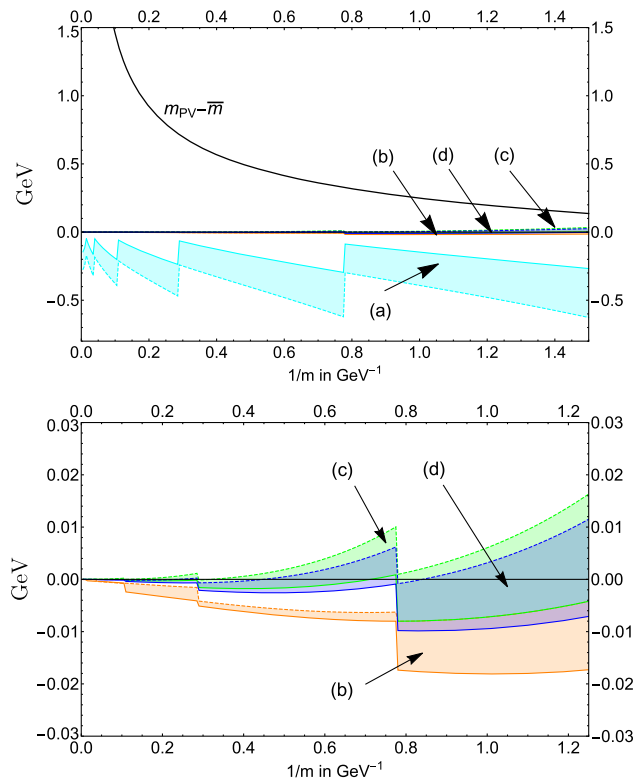 0.0 0.2 0.4 0.6 0.8 1.0 1.2 1.4
1.5 1.5
m_PV − m̅
1.0 1.0
0.5 0.5
(b) (d) (c)
GeV
0.0 0.0
(a)
−0.5 −0.5
0.0 0.2 0.4 0.6 0.8 1.0 1.2 1.4
1/m in GeV⁻¹
0.0 0.2 0.4 0.6 0.8 1.0 1.2
0.03 0.03
0.02 0.02
(c) (d)
0.01 0.01
GeV
0.00 0.00
−0.01 −0.01
(b)
−0.02 −0.02
−0.03 −0.03
0.0 0.2 0.4 0.6 0.8 1.0 1.2
1/m in GeV⁻¹